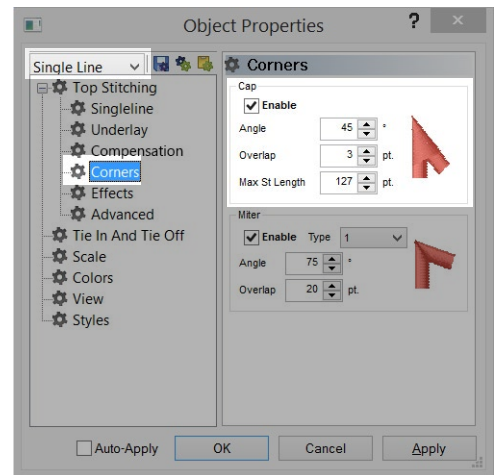 Object Properties
?
Single Line
Top Stitching
Singleline
Underlay
Compensation
Corners
Effects
Advanced
Tie In And Tie Off
Scale
Colors
View
Styles
Corners
Cap
Enable
Angle 45 °
Overlap 3 pt.
Max St Length 127 pt.
Miter
Enable Type 1
Angle 75 °
Overlap 20 pt.
Auto-Apply OK Cancel Apply